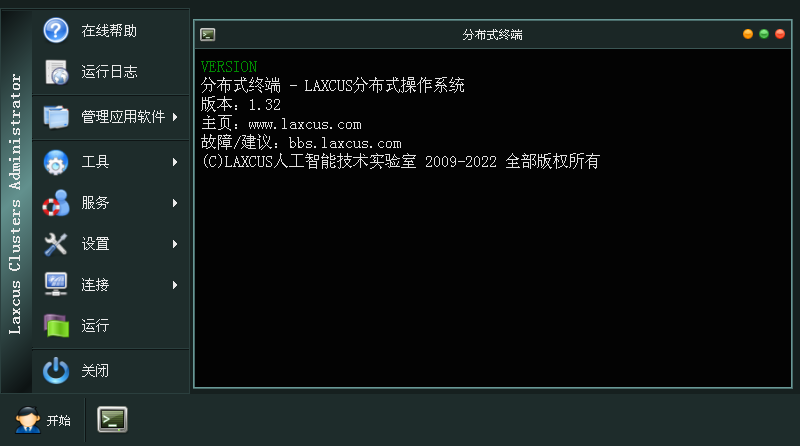 Laxcus Clusters Administrator
在线帮助
运行日志
管理应用软件
工具
服务
设置
连接
运行
关闭
分布式终端
VERSION
分布式终端 - LAXCUS分布式操作系统
版本: 1.32
主页: www.laxcus.com
故障/建议: bbs.laxcus.com
(C)LAXCUS人工智能技术实验室 2009-2022 全部版权所有
开始